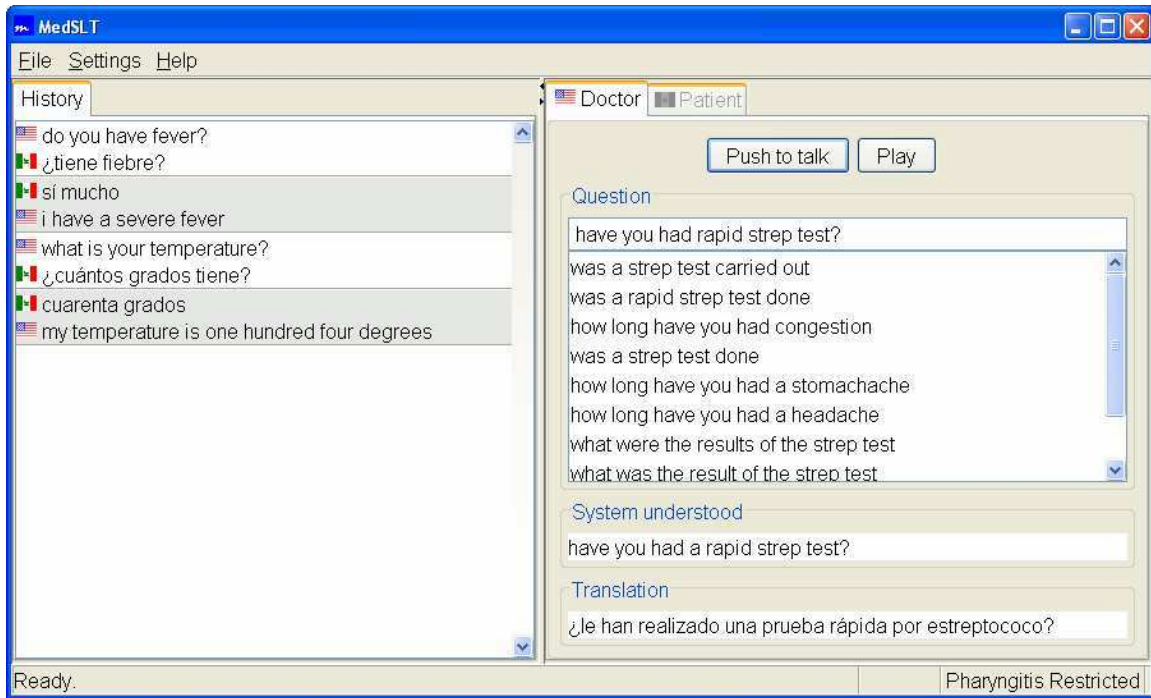 MedSLT
File Settings Help
History
do you have fever?
¿tiene fiebre?
sí mucho
i have a severe fever
what is your temperature?
¿cuántos grados tiene?
cuarenta grados
my temperature is one hundred four degrees
Doctor Patient
Push to talk Play
Question
have you had rapid strep test?
was a strep test carried out
was a rapid strep test done
how long have you had congestion
was a strep test done
how long have you had a stomachache
how long have you had a headache
what were the results of the strep test
what was the result of the strep test
System understood
have you had a rapid strep test?
Translation
¿le han realizado una prueba rápida por estreptococo?
Ready. Pharyngitis Restricted